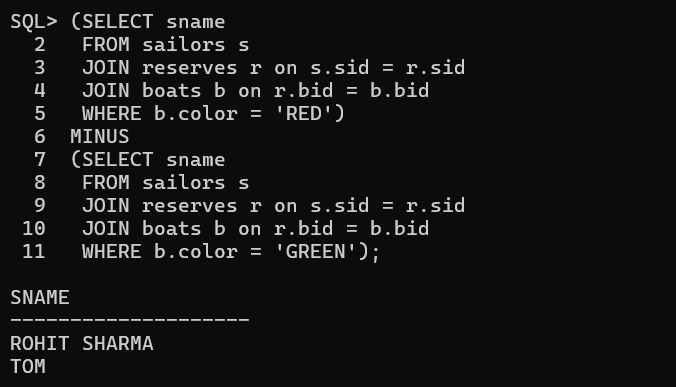 SQL> (SELECT sname
  2   FROM sailors s
  3   JOIN reserves r on s.sid = r.sid
  4   JOIN boats b on r.bid = b.bid
  5   WHERE b.color = 'RED')
  6  MINUS
  7  (SELECT sname
  8   FROM sailors s
  9   JOIN reserves r on s.sid = r.sid
 10   JOIN boats b on r.bid = b.bid
 11   WHERE b.color = 'GREEN');

SNAME
--------------------
ROHIT SHARMA
TOM